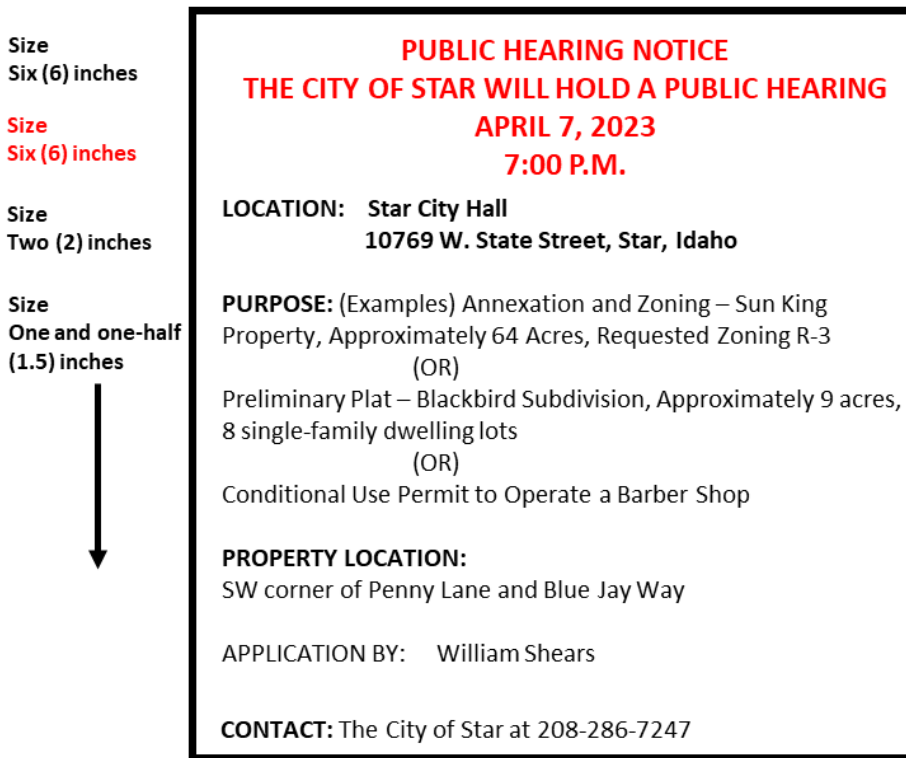 Size
Six (6) inches
Size
Six (6) inches
Size
Two (2) inches
Size
One and one-half
(1.5) inches
PUBLIC HEARING NOTICE
THE CITY OF STAR WILL HOLD A PUBLIC HEARING
APRIL 7, 2023
7:00 P.M.
LOCATION: Star City Hall
10769 W. State Street, Star, Idaho
PURPOSE: (Examples) Annexation and Zoning – Sun King
Property, Approximately 64 Acres, Requested Zoning R-3
(OR)
Preliminary Plat – Blackbird Subdivision, Approximately 9 acres,
8 single-family dwelling lots
(OR)
Conditional Use Permit to Operate a Barber Shop
PROPERTY LOCATION:
SW corner of Penny Lane and Blue Jay Way
APPLICATION BY: William Shears
CONTACT: The City of Star at 208-286-7247